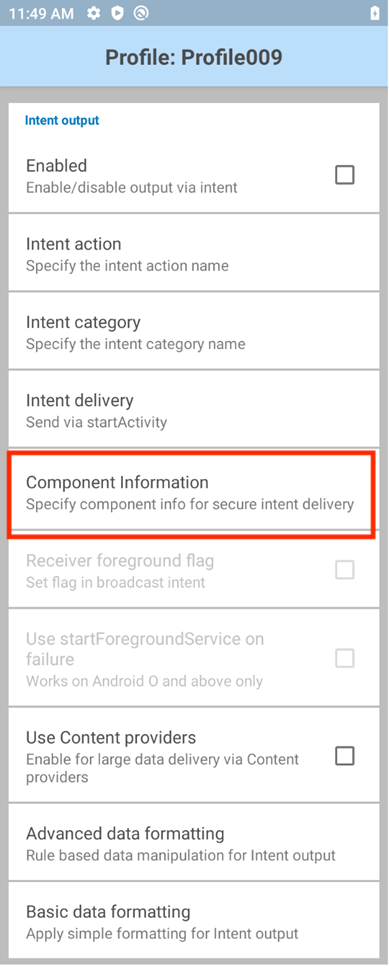 11:49 AM
Profile: Profile009
Intent output
Enabled
Enable/disable output via intent
Intent action
Specify the intent action name
Intent category
Specify the intent category name
Intent delivery
Send via startActivity
Component Information
Specify component info for secure intent delivery
Receiver foreground flag
Set flag in broadcast intent
Use startForegroundService on
failure
Works on Android O and above only
Use Content providers
Enable for large data delivery via Content
providers
Advanced data formatting
Rule based data manipulation for Intent output
Basic data formatting
Apply simple formatting for Intent output